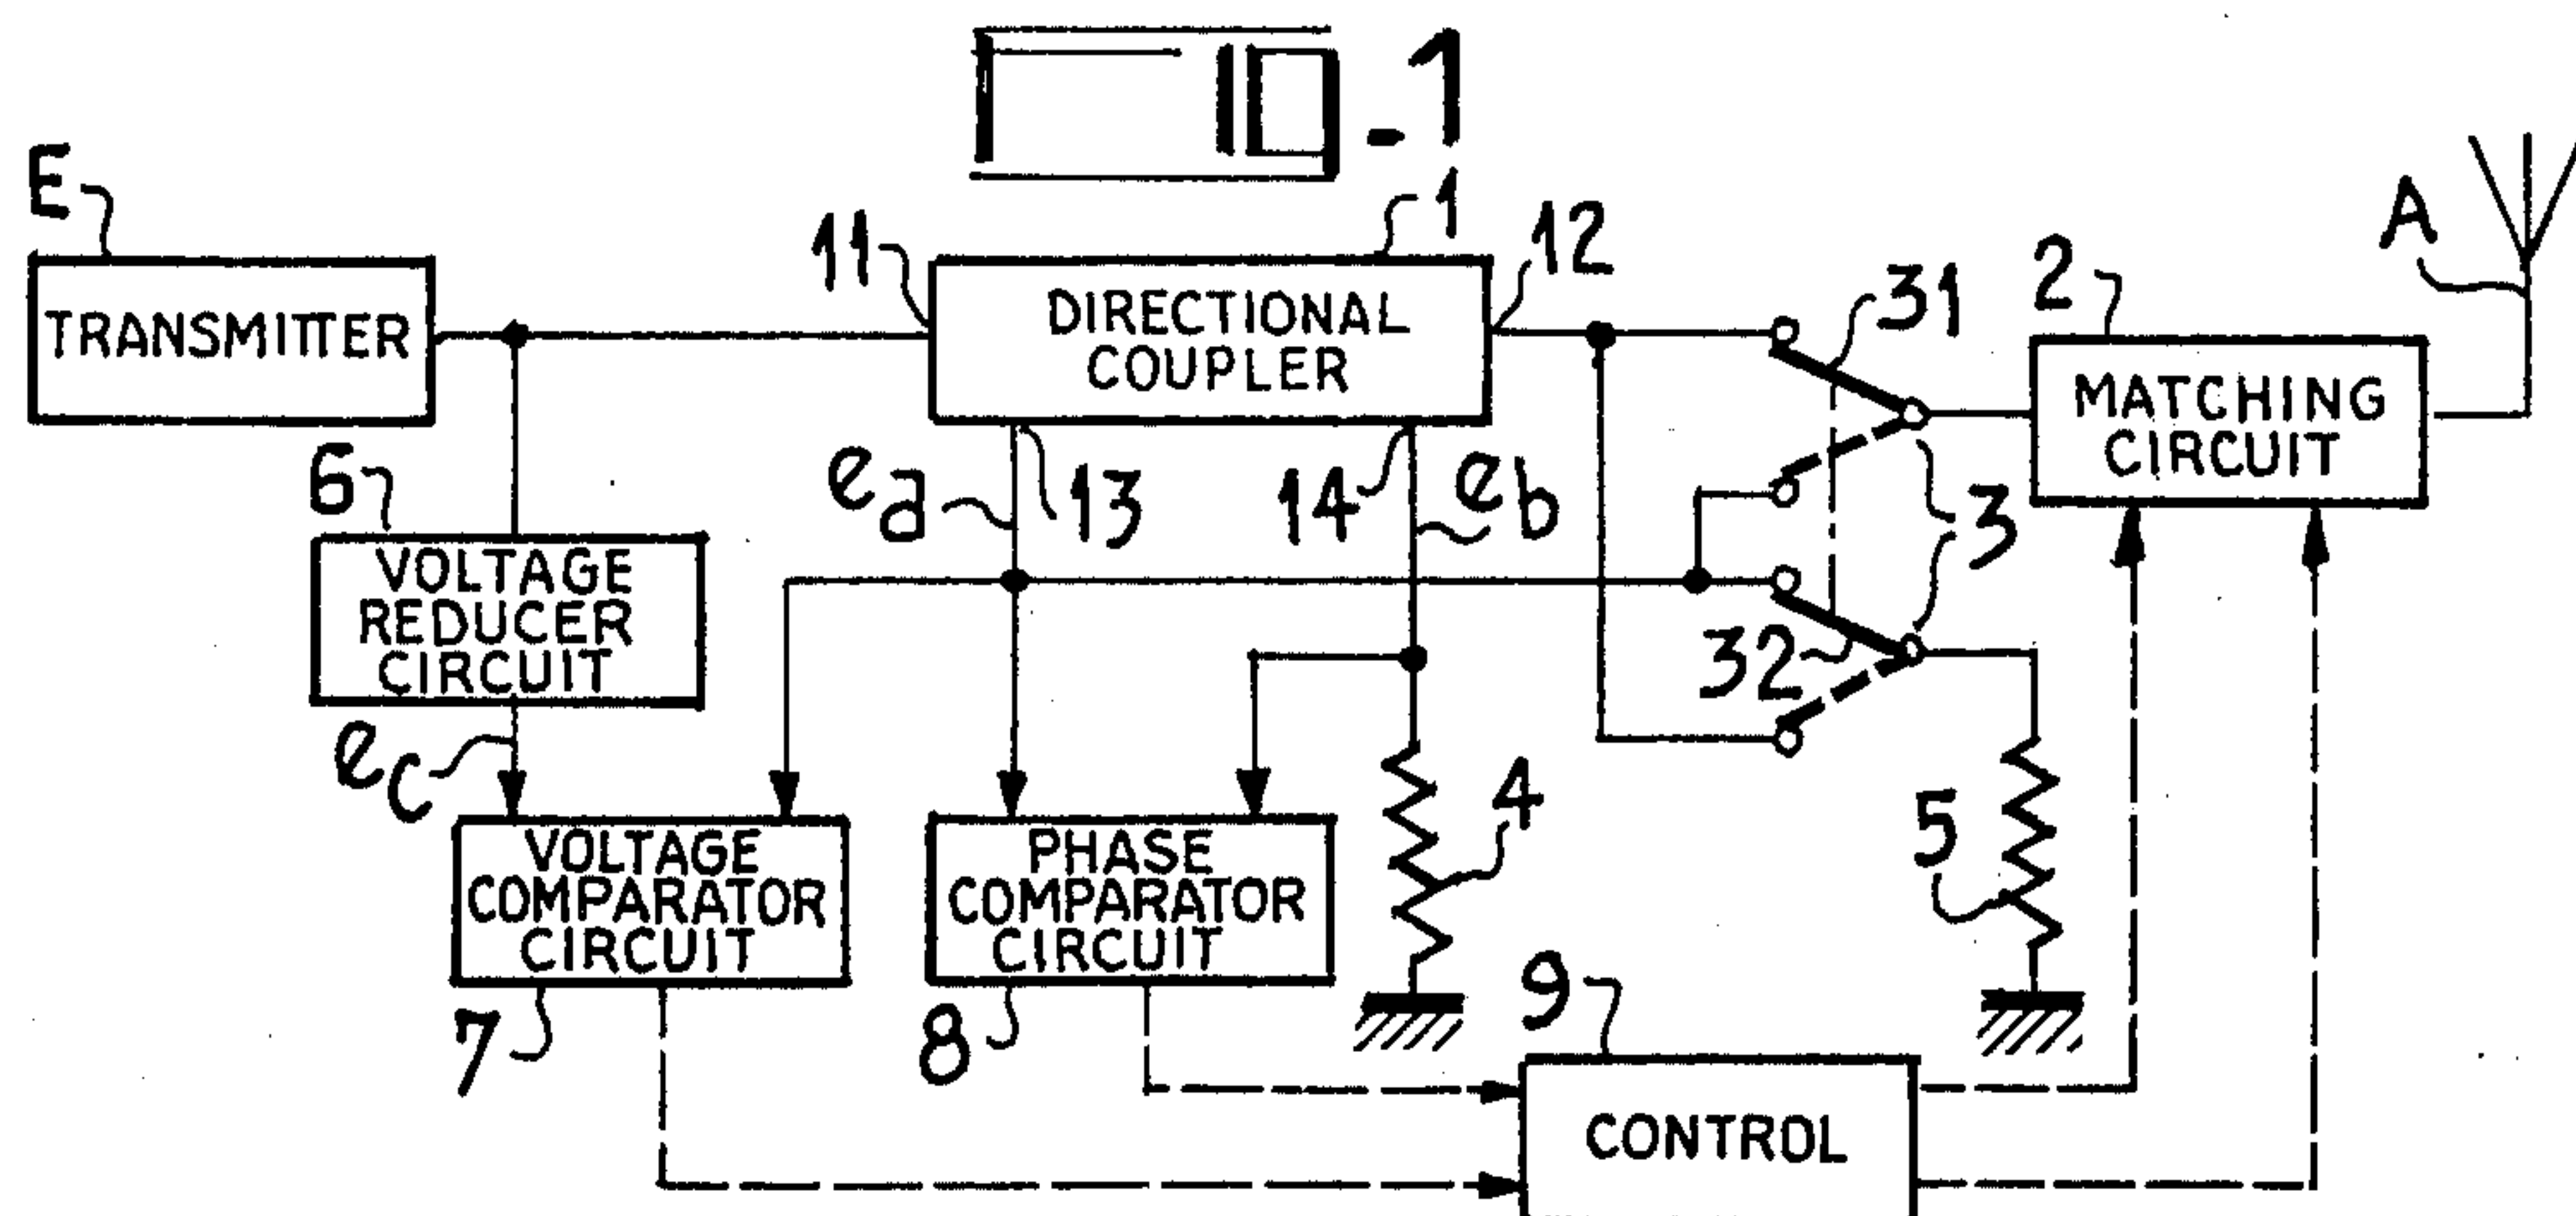 FIG-1
E
TRANSMITTER
11
DIRECTIONAL
COUPLER
1
12
31
2
MATCHING
CIRCUIT
A
6
VOLTAGE
REDUCER
CIRCUIT
ea
13
14
eb
3
32
ec
VOLTAGE
COMPARATOR
CIRCUIT
7
PHASE
COMPARATOR
CIRCUIT
8
4
5
9
CONTROL